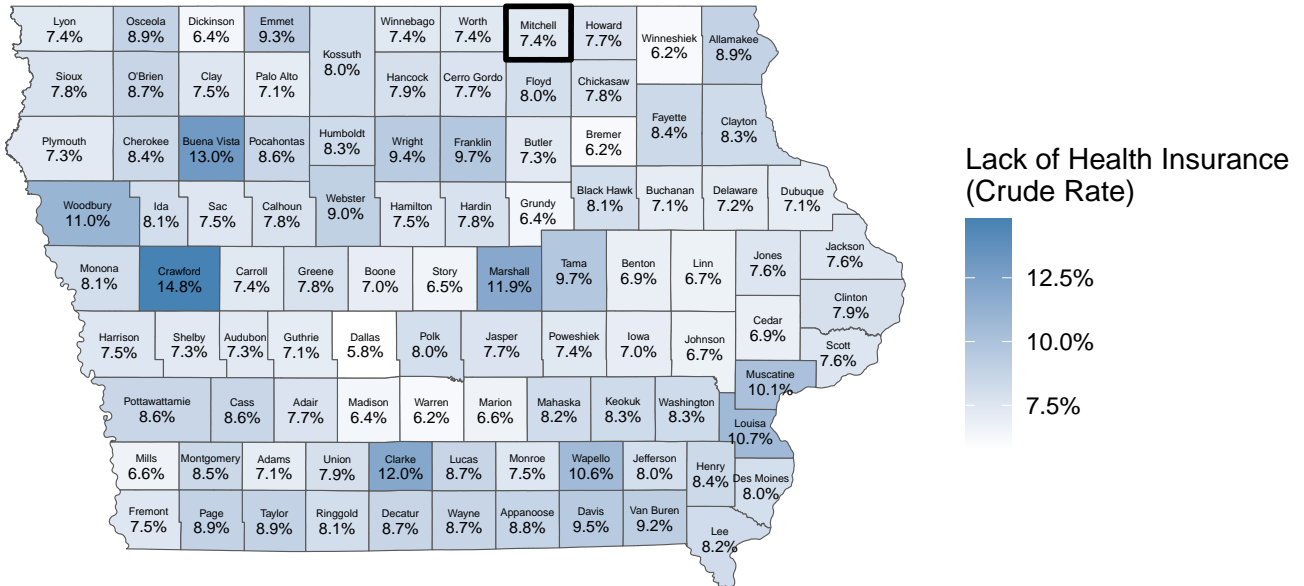 Lyon
7.4%
Osceola
8.9%
Dickinson
6.4%
Emmet
9.3%
Winnebago
7.4%
Worth
7.4%
Mitchell
7.4%
Howard
7.7%
Winneshiek
6.2%
Allamakee
8.9%
Kossuth
8.0%
Sioux
7.8%
O'Brien
8.7%
Clay
7.5%
Palo Alto
7.1%
Hancock
7.9%
Cerro Gordo
7.7%
Floyd
8.0%
Chickasaw
7.8%
Fayette
8.4%
Clayton
8.3%
Plymouth
7.3%
Cherokee
8.4%
Buena Vista
13.0%
Pocahontas
8.6%
Humboldt
8.3%
Wright
9.4%
Franklin
9.7%
Butler
7.3%
Bremer
6.2%
Woodbury
11.0%
Ida
8.1%
Sac
7.5%
Calhoun
7.8%
Webster
9.0%
Hamilton
7.5%
Hardin
7.8%
Grundy
6.4%
Black Hawk
8.1%
Buchanan
7.1%
Delaware
7.2%
Dubuque
7.1%
Monona
8.1%
Crawford
14.8%
Carroll
7.4%
Greene
7.8%
Boone
7.0%
Story
6.5%
Marshall
11.9%
Tama
9.7%
Benton
6.9%
Linn
6.7%
Jones
7.6%
Jackson
7.6%
Clinton
7.9%
Harrison
7.5%
Shelby
7.3%
Audubon
7.3%
Guthrie
7.1%
Dallas
5.8%
Polk
8.0%
Jasper
7.7%
Poweshiek
7.4%
Iowa
7.0%
Johnson
6.7%
Cedar
6.9%
Scott
7.6%
Muscatine
10.1%
Pottawattamie
8.6%
Cass
8.6%
Adair
7.7%
Madison
6.4%
Warren
6.2%
Marion
6.6%
Mahaska
8.2%
Keokuk
8.3%
Washington
8.3%
Louisa
10.7%
Mills
6.6%
Montgomery
8.5%
Adams
7.1%
Union
7.9%
Clarke
12.0%
Lucas
8.7%
Monroe
7.5%
Wapello
10.6%
Jefferson
8.0%
Henry
8.4%
Des Moines
8.0%
Fremont
7.5%
Page
8.9%
Taylor
8.9%
Ringgold
8.1%
Decatur
8.7%
Wayne
8.7%
Appanoose
8.8%
Davis
9.5%
Van Buren
9.2%
Lee
8.2%
Lack of Health Insurance
(Crude Rate)
12.5%
10.0%
7.5%